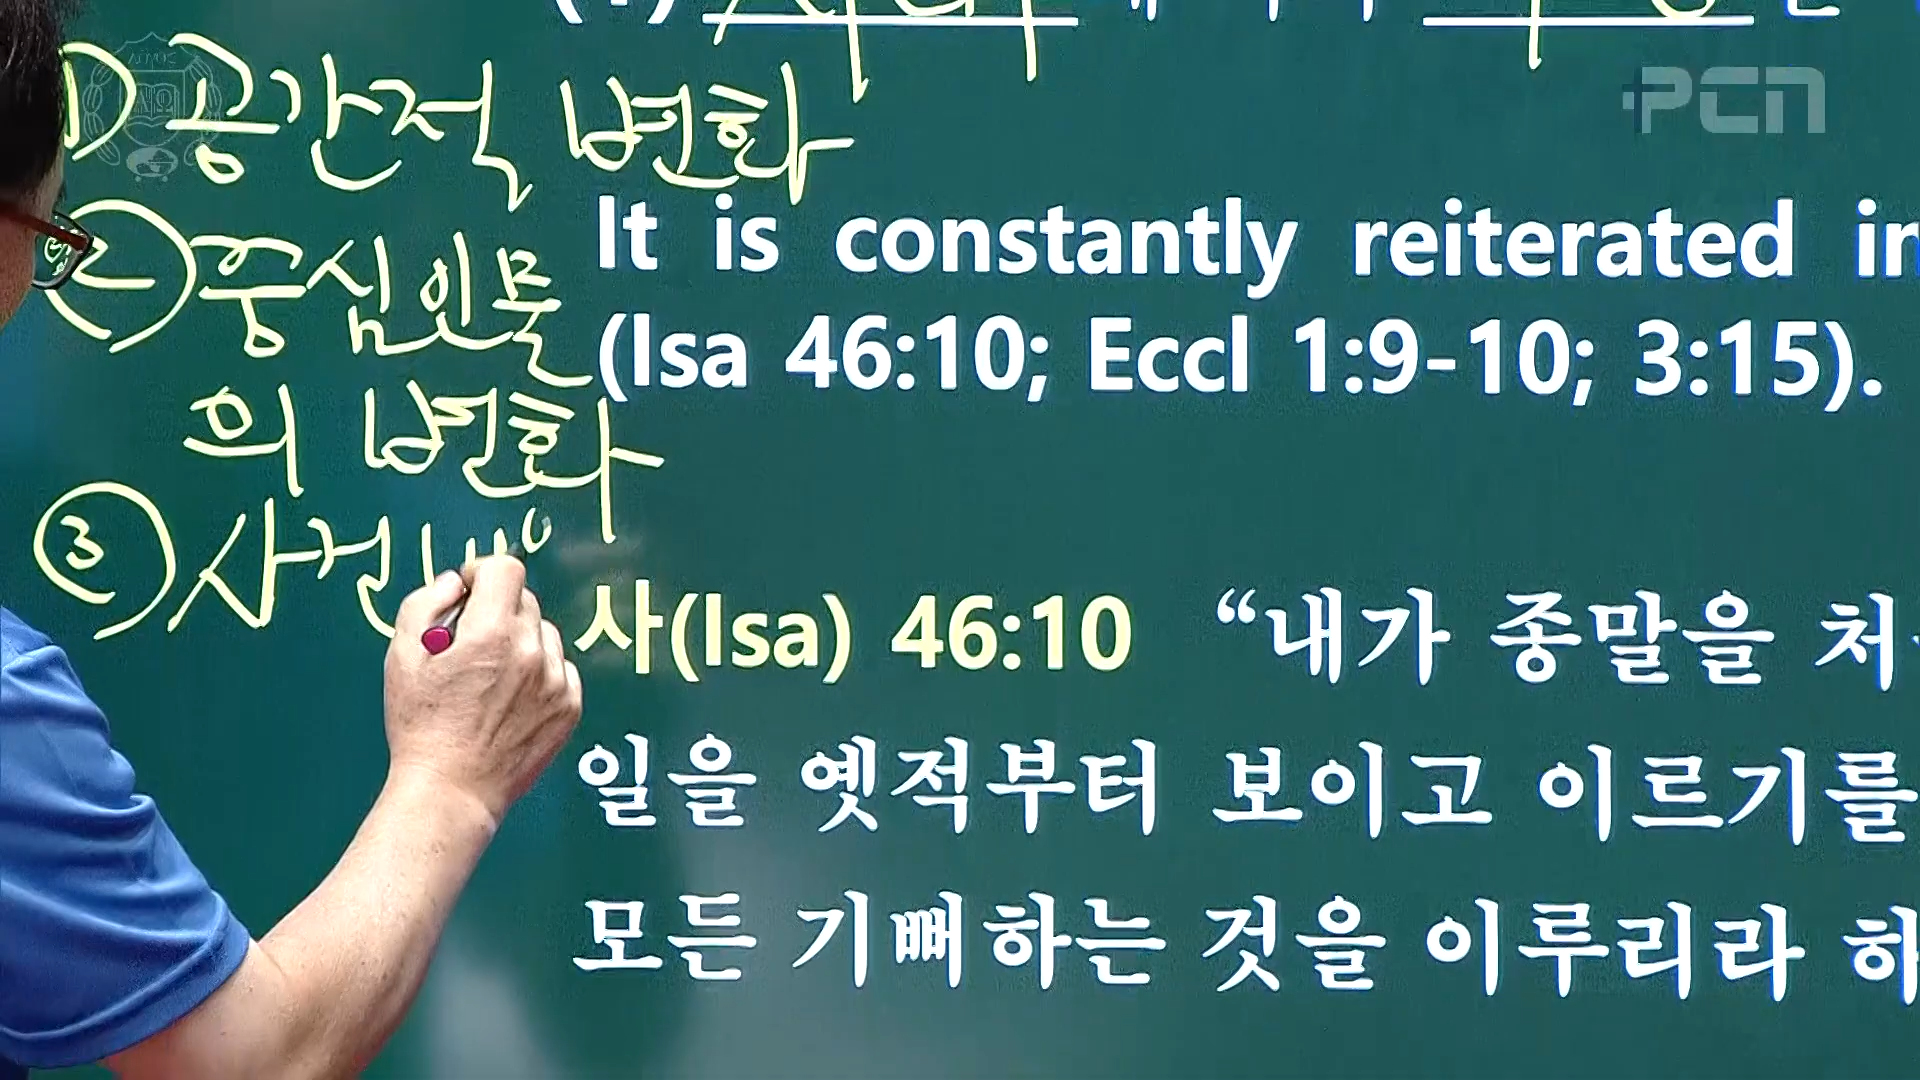 ① 공간적 변화
② 중심인물
의 변화
③ 사건
PCN
It is constantly reiterated in
(Isa 46:10; Eccl 1:9-10; 3:15).
사(Isa) 46:10 “내가 종말을 처
일을 옛적부터 보이고 이르기를
모든 기뻐하는 것을 이루리라 하